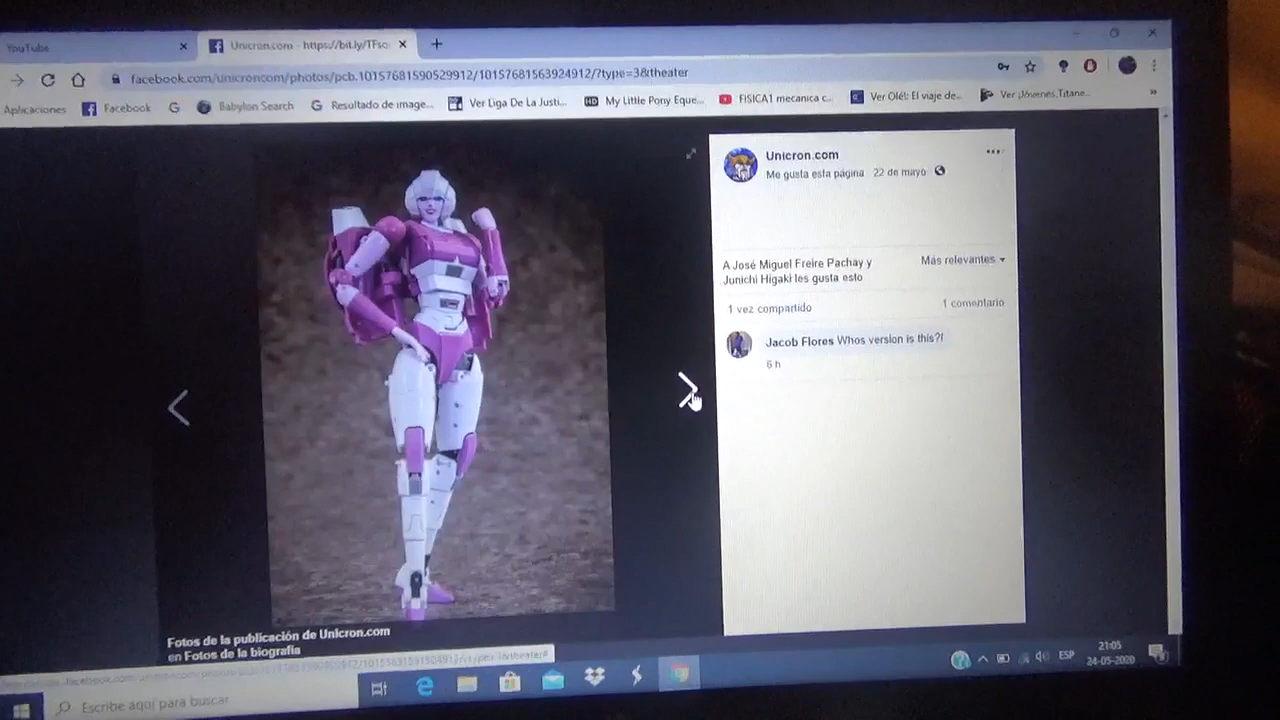 YouTube
Unicron.com - https://bit.ly/TFso
facebook.com/unicroncom/photos/pcb.10157681590529912/10157681563924912/?type=3&theater
Aplicaciones
Facebook
Babylon Search
Resultado de image...
Ver Liga De La Justi...
HD
My Little Pony Eque...
FISICA1 mecanica c...
Ver Olé!: El viaje de...
Ver ¡Jóvenes Titane...
»
Unicron.com
Me gusta esta página · 22 de mayo
A José Miguel Freire Pachay y
Junichi Higaki les gusta esto
Más relevantes
1 vez compartido
1 comentario
Jacob Flores Whos version is this?!
6 h
Fotos de la publicación de Unicron.com
en Fotos de la biografía
Escribe aquí para buscar
ESP
21:05
24-05-2020